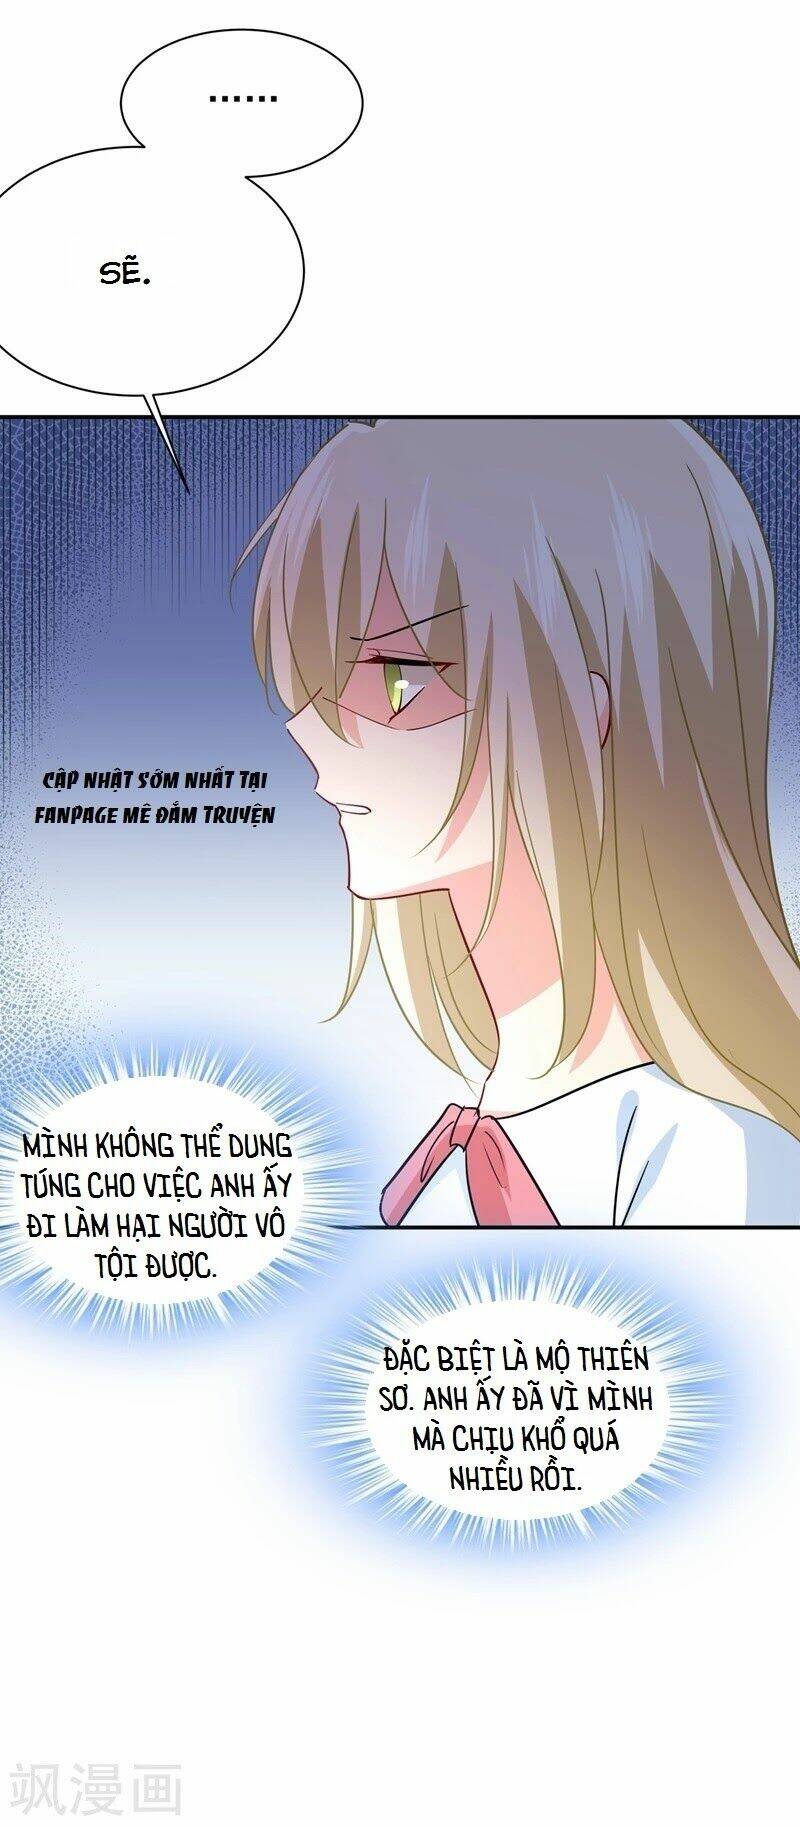 ......
SẼ.
CẬP NHẬT SỚM NHẤT TẠI
FANPAGE MÊ ĐẮM TRUYỆN
MÌNH KHÔNG THỂ DUNG
TÚNG CHO VIỆC ANH ẤY
ĐI LÀM HẠI NGƯỜI VÔ
TỘI ĐƯỢC.
ĐẶC BIỆT LÀ MỘ THIÊN
SƠ. ANH ẤY ĐÃ VÌ MÌNH
MÀ CHỊU KHỔ QUÁ
NHIỀU RỒI.
飒漫画